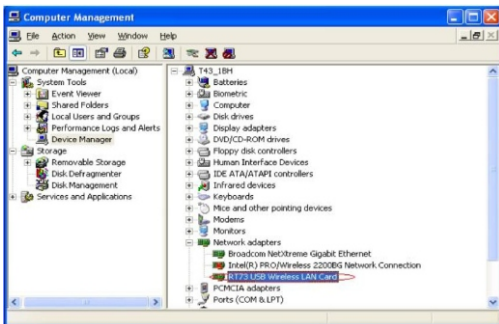 Computer Management
File Action View Window Help
Computer Management (Local)
System Tools
Event Viewer
Shared Folders
Local Users and Groups
Performance Logs and Alerts
Device Manager
Storage
Removable Storage
Disk Defragmenter
Disk Management
Services and Applications
T43_1BH
Batteries
Biometric
Computer
Disk drives
Display adapters
DVD/CD-ROM drives
Floppy disk controllers
Human Interface Devices
IDE ATA/ATAPI controllers
Infrared devices
Keyboards
Mice and other pointing devices
Modems
Monitors
Network adapters
Broadcom NetXtreme Gigabit Ethernet
Intel(R) PRO/Wireless 2200BG Network Connection
RT73 USB Wireless LAN Card
PCMCIA adapters
Ports (COM & LPT)